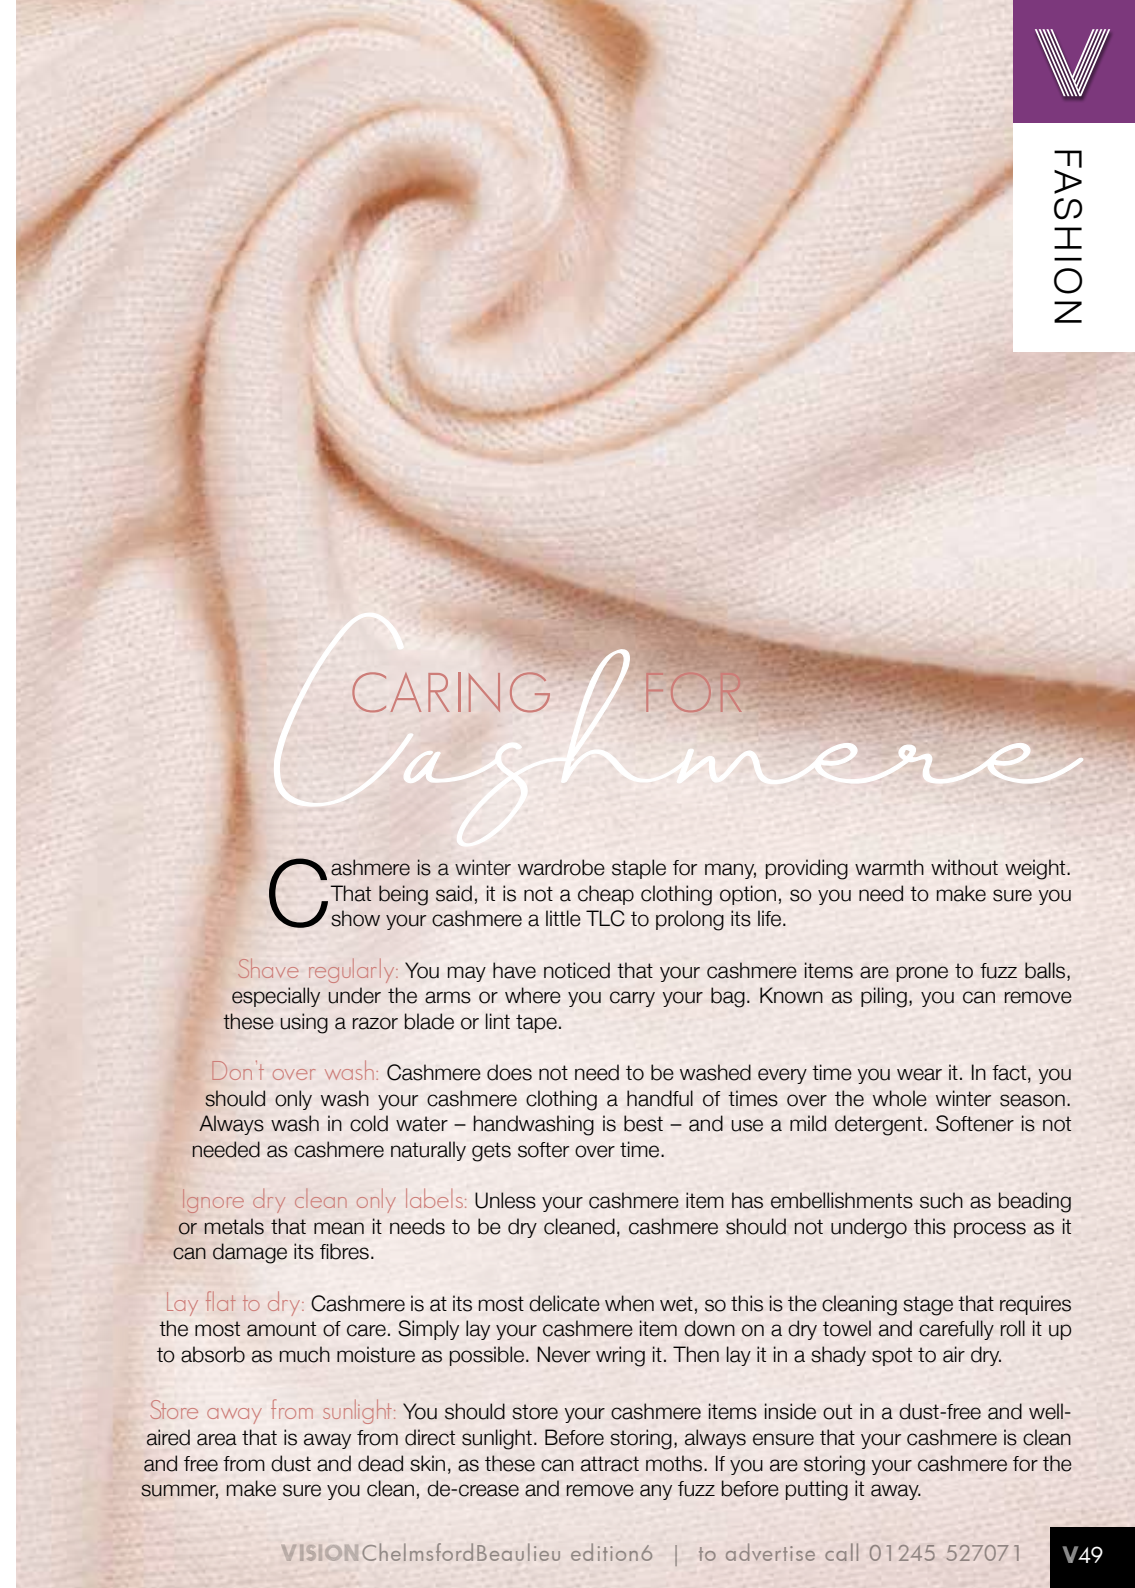 V
FASHION
CARING FOR
Cashmere
Cashmere is a winter wardrobe staple for many, providing warmth without weight.
That being said, it is not a cheap clothing option, so you need to make sure you
show your cashmere a little TLC to prolong its life.
Shave regularly: You may have noticed that your cashmere items are prone to fuzz balls,
especially under the arms or where you carry your bag. Known as piling, you can remove
these using a razor blade or lint tape.
Don't over wash: Cashmere does not need to be washed every time you wear it. In fact, you
should only wash your cashmere clothing a handful of times over the whole winter season.
Always wash in cold water – handwashing is best – and use a mild detergent. Softener is not
needed as cashmere naturally gets softer over time.
Ignore dry clean only labels: Unless your cashmere item has embellishments such as beading
or metals that mean it needs to be dry cleaned, cashmere should not undergo this process as it
can damage its fibres.
Lay flat to dry: Cashmere is at its most delicate when wet, so this is the cleaning stage that requires
the most amount of care. Simply lay your cashmere item down on a dry towel and carefully roll it up
to absorb as much moisture as possible. Never wring it. Then lay it in a shady spot to air dry.
Store away from sunlight: You should store your cashmere items inside out in a dust-free and well-
aired area that is away from direct sunlight. Before storing, always ensure that your cashmere is clean
and free from dust and dead skin, as these can attract moths. If you are storing your cashmere for the
summer, make sure you clean, de-crease and remove any fuzz before putting it away.
VISIONChelmsfordBeaulieu edition6 | to advertise call 01245 527071
V49